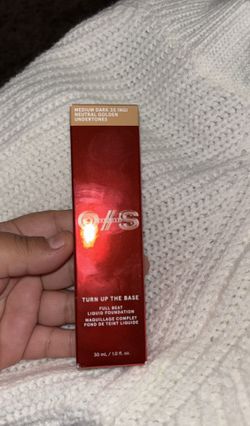 MEDIUM DARK 35 (NG)
NEUTRAL GOLDEN
UNDERTONES
O//S
TURN UP THE BASE
FULL BEAT
LIQUID FOUNDATION
MAQUILLAGE COMPLET
FOND DE TEINT LIQUIDE
30 mL / 1.0 fl. oz.